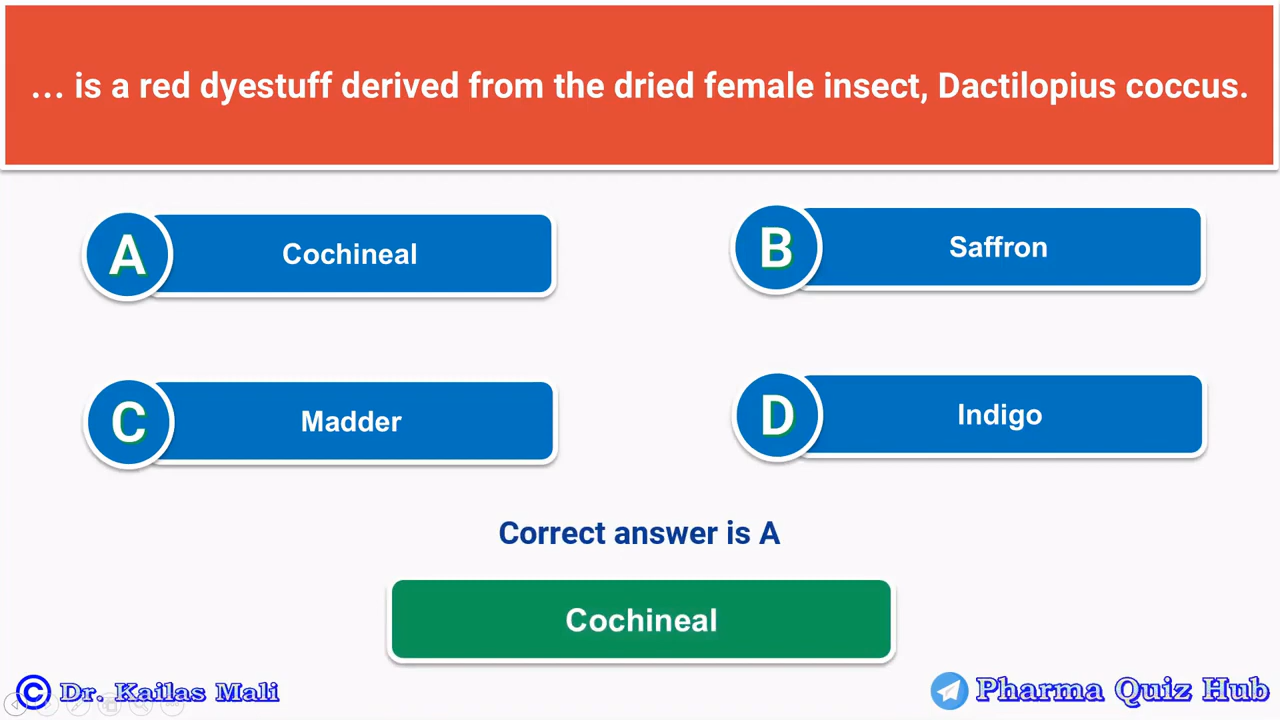 ... is a red dyestuff derived from the dried female insect, Dactilopius coccus.
A Cochineal
B Saffron
C Madder
D Indigo
Correct answer is A
Cochineal
© Dr. Kailas Mali
Pharma Quiz Hub